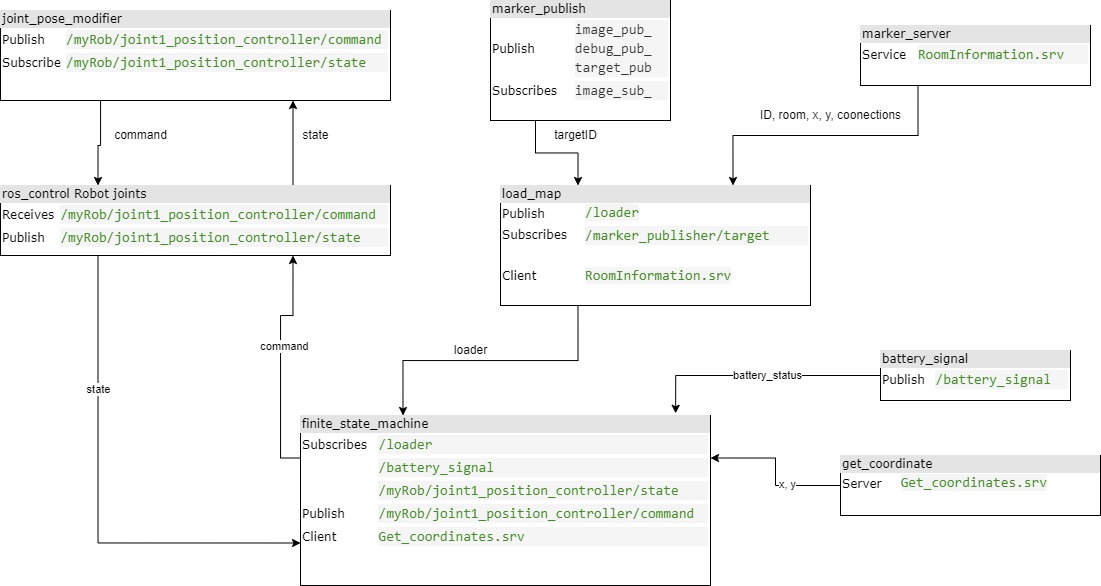 joint_pose_modifier
Publish /myRob/joint1_position_controller/command
Subscribe /myRob/joint1_position_controller/state
marker_publish
image_pub_
Publish debug_pub_
target_pub
Subscribes image_sub_
marker_server
Service RoomInformation.srv
command
state
targetID
ID, room, x, y, coonections
ros_control Robot joints
Receives /myRob/joint1_position_controller/command
Publish /myRob/joint1_position_controller/state
load_map
Publish /loader
Subscribes /marker_publisher/target
Client RoomInformation.srv
command
loader
state
battery_status
battery_signal
Publish /battery_signal
finite_state_machine
Subscribes /loader
/battery_signal
/myRob/joint1_position_controller/state
Publish /myRob/joint1_position_controller/command
Client Get_coordinates.srv
x, y
get_coordinate
Server Get_coordinates.srv